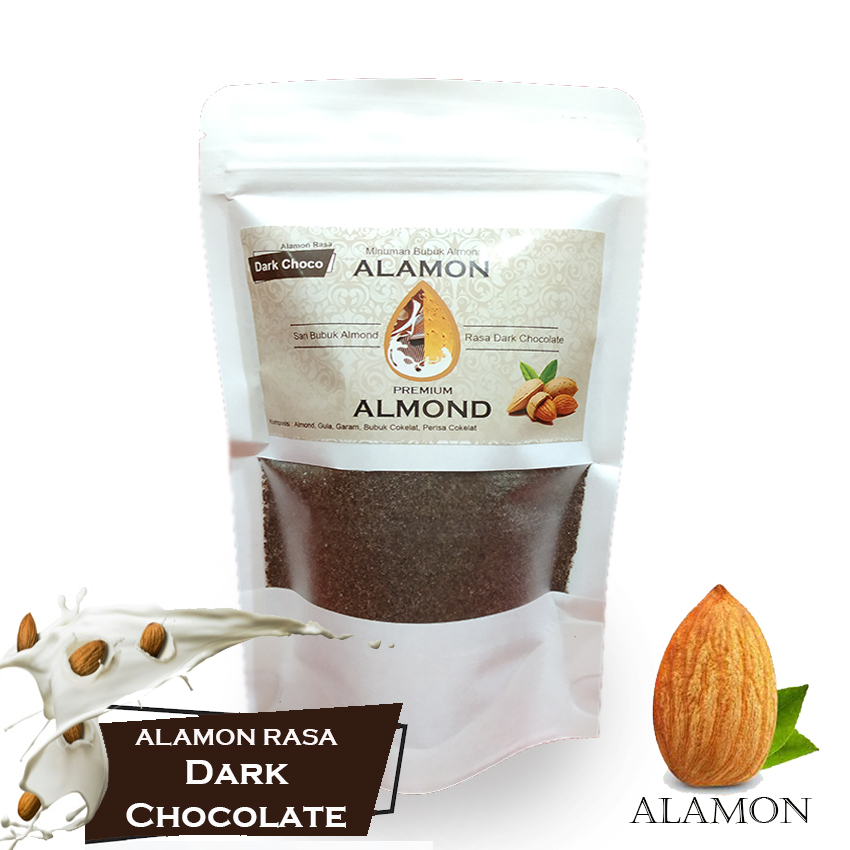 Alamon Rasa
Dark Choco
Minuman Bubuk Almon
ALAMON
Sari Bubuk Almond
Rasa Dark Chocolate
PREMIUM
ALMOND
: Almond, Gula, Garam, Bubuk Cokelat, Perisa Cokelat
ALAMON RASA
DARK
CHOCOLATE
ALAMON